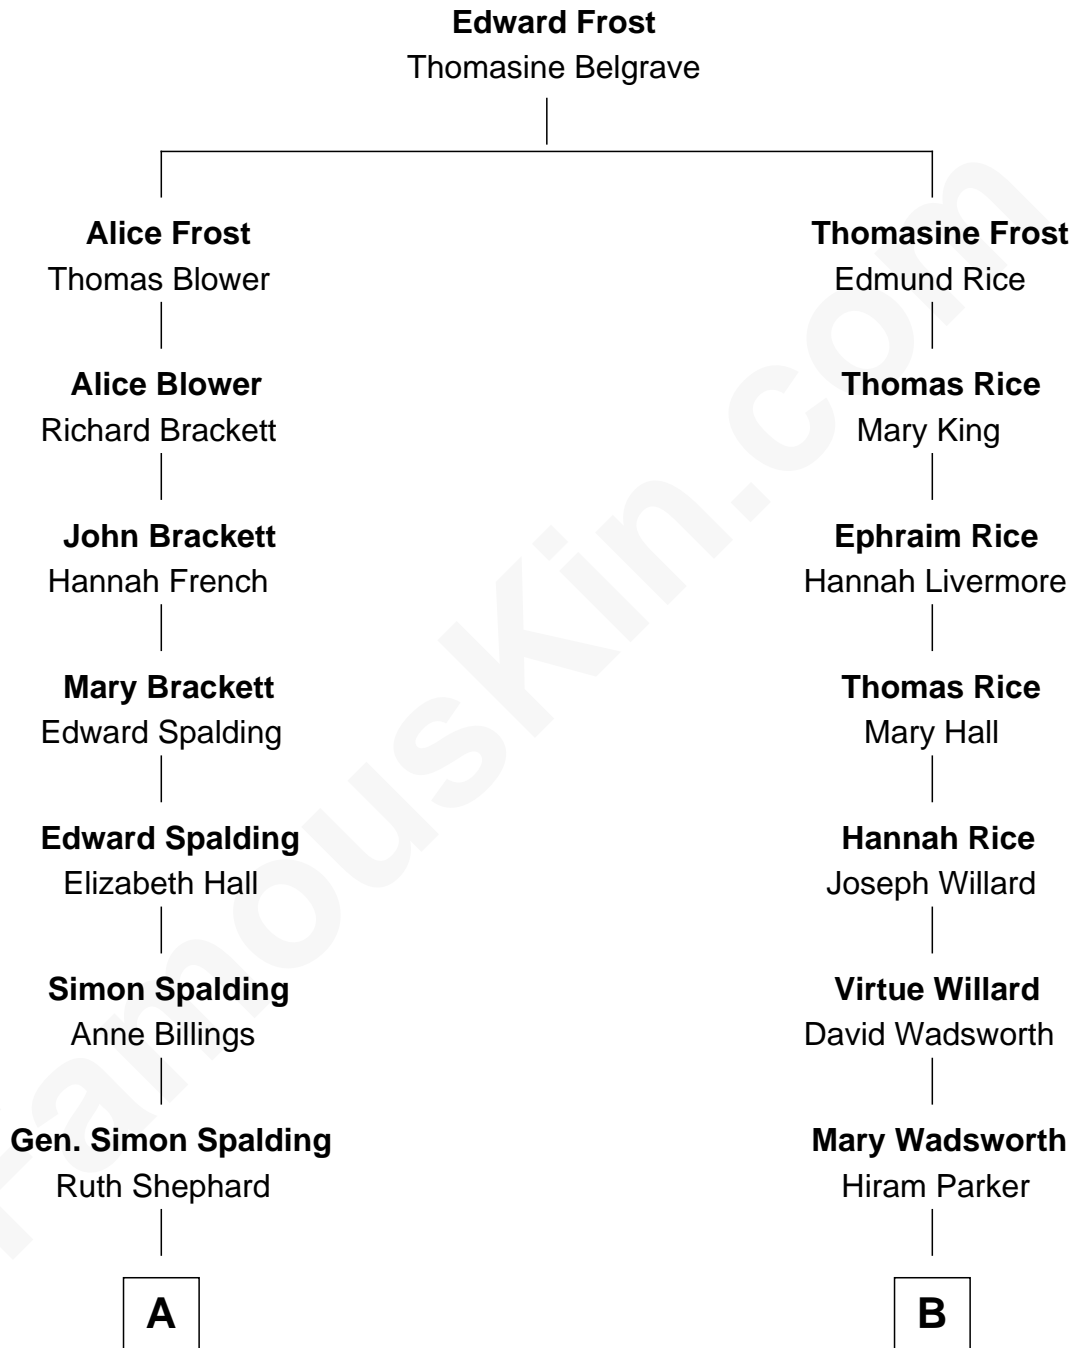 Edward Frost
Thomasine Belgrave
Alice Frost
Thomas Blower
Thomasine Frost
Edmund Rice
Alice Blower
Richard Brackett
Thomas Rice
Mary King
John Brackett
Hannah French
Ephraim Rice
Hannah Livermore
Mary Brackett
Edward Spalding
Thomas Rice
Mary Hall
Edward Spalding
Elizabeth Hall
Hannah Rice
Joseph Willard
Simon Spalding
Anne Billings
Virtue Willard
David Wadsworth
Gen. Simon Spalding
Ruth Shephard
Mary Wadsworth
Hiram Parker
A
B
FamousKin.com